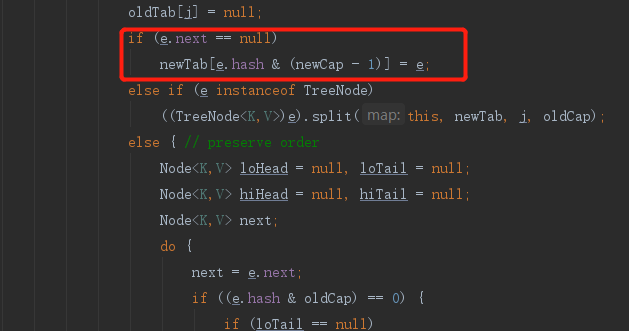 oldTab[j] = null;
if (e.next == null)
newTab[e.hash & (newCap - 1)] = e;
else if (e instanceof TreeNode)
((TreeNode<K,V>)e).split( map: this, newTab, j, oldCap);
else { // preserve order
Node<K,V> loHead = null, loTail = null;
Node<K,V> hiHead = null, hiTail = null;
Node<K,V> next;
do {
next = e.next;
if ((e.hash & oldCap) == 0) {
if (loTail == null)